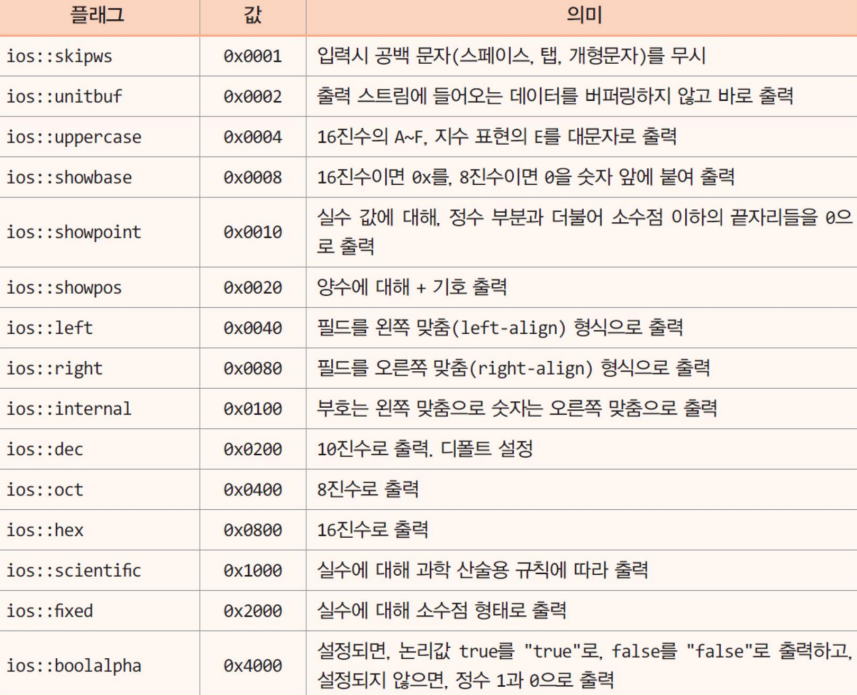 플래그 값 의미
ios::skipws 0x0001 입력시 공백 문자(스페이스, 탭, 개행문자)를 무시
ios::unitbuf 0x0002 출력 스트림에 들어오는 데이터를 버퍼링하지 않고 바로 출력
ios::uppercase 0x0004 16진수의 A~F, 지수 표현의 E를 대문자로 출력
ios::showbase 0x0008 16진수이면 0x를, 8진수이면 0을 숫자 앞에 붙여 출력
ios::showpoint 0x0010 실수 값에 대해, 정수 부분과 더불어 소수점 이하의 끝자리들을 0으
로 출력
ios::showpos 0x0020 양수에 대해 + 기호 출력
ios::left 0x0040 필드를 왼쪽 맞춤(left-align) 형식으로 출력
ios::right 0x0080 필드를 오른쪽 맞춤(right-align) 형식으로 출력
ios::internal 0x0100 부호는 왼쪽 맞춤으로 숫자는 오른쪽 맞춤으로 출력
ios::dec 0x0200 10진수로 출력. 디폴트 설정
ios::oct 0x0400 8진수로 출력
ios::hex 0x0800 16진수로 출력
ios::scientific 0x1000 실수에 대해 과학 산술용 규칙에 따라 출력
ios::fixed 0x2000 실수에 대해 소수점 형태로 출력
ios::boolalpha 0x4000 설정되면, 논리값 true를 "true"로, false를 "false"로 출력하고,
설정되지 않으면, 정수 1과 0으로 출력